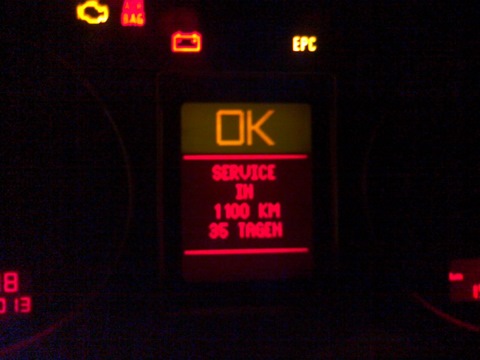 AIR
BAG
EPC
OK
SERVICE
IN
1100 KM
35 TAGEN